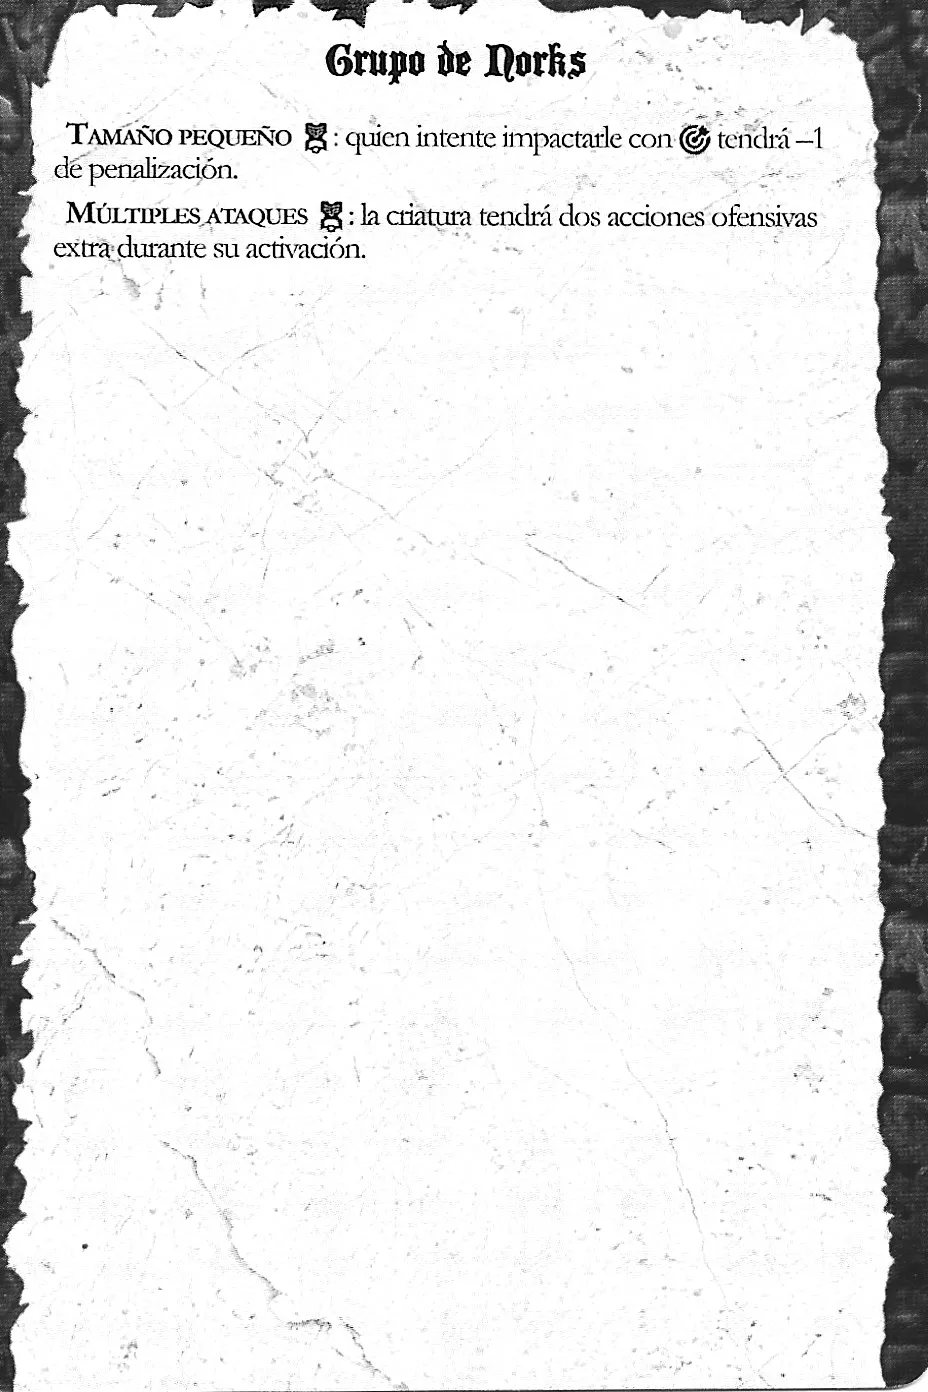 Grupo de Norks
TAMAÑO PEQUEÑO : quien intente impactarle con tendrá –1
de penalización.
MÚLTIPLES ATAQUES : la criatura tendrá dos acciones ofensivas
extra durante su activación.